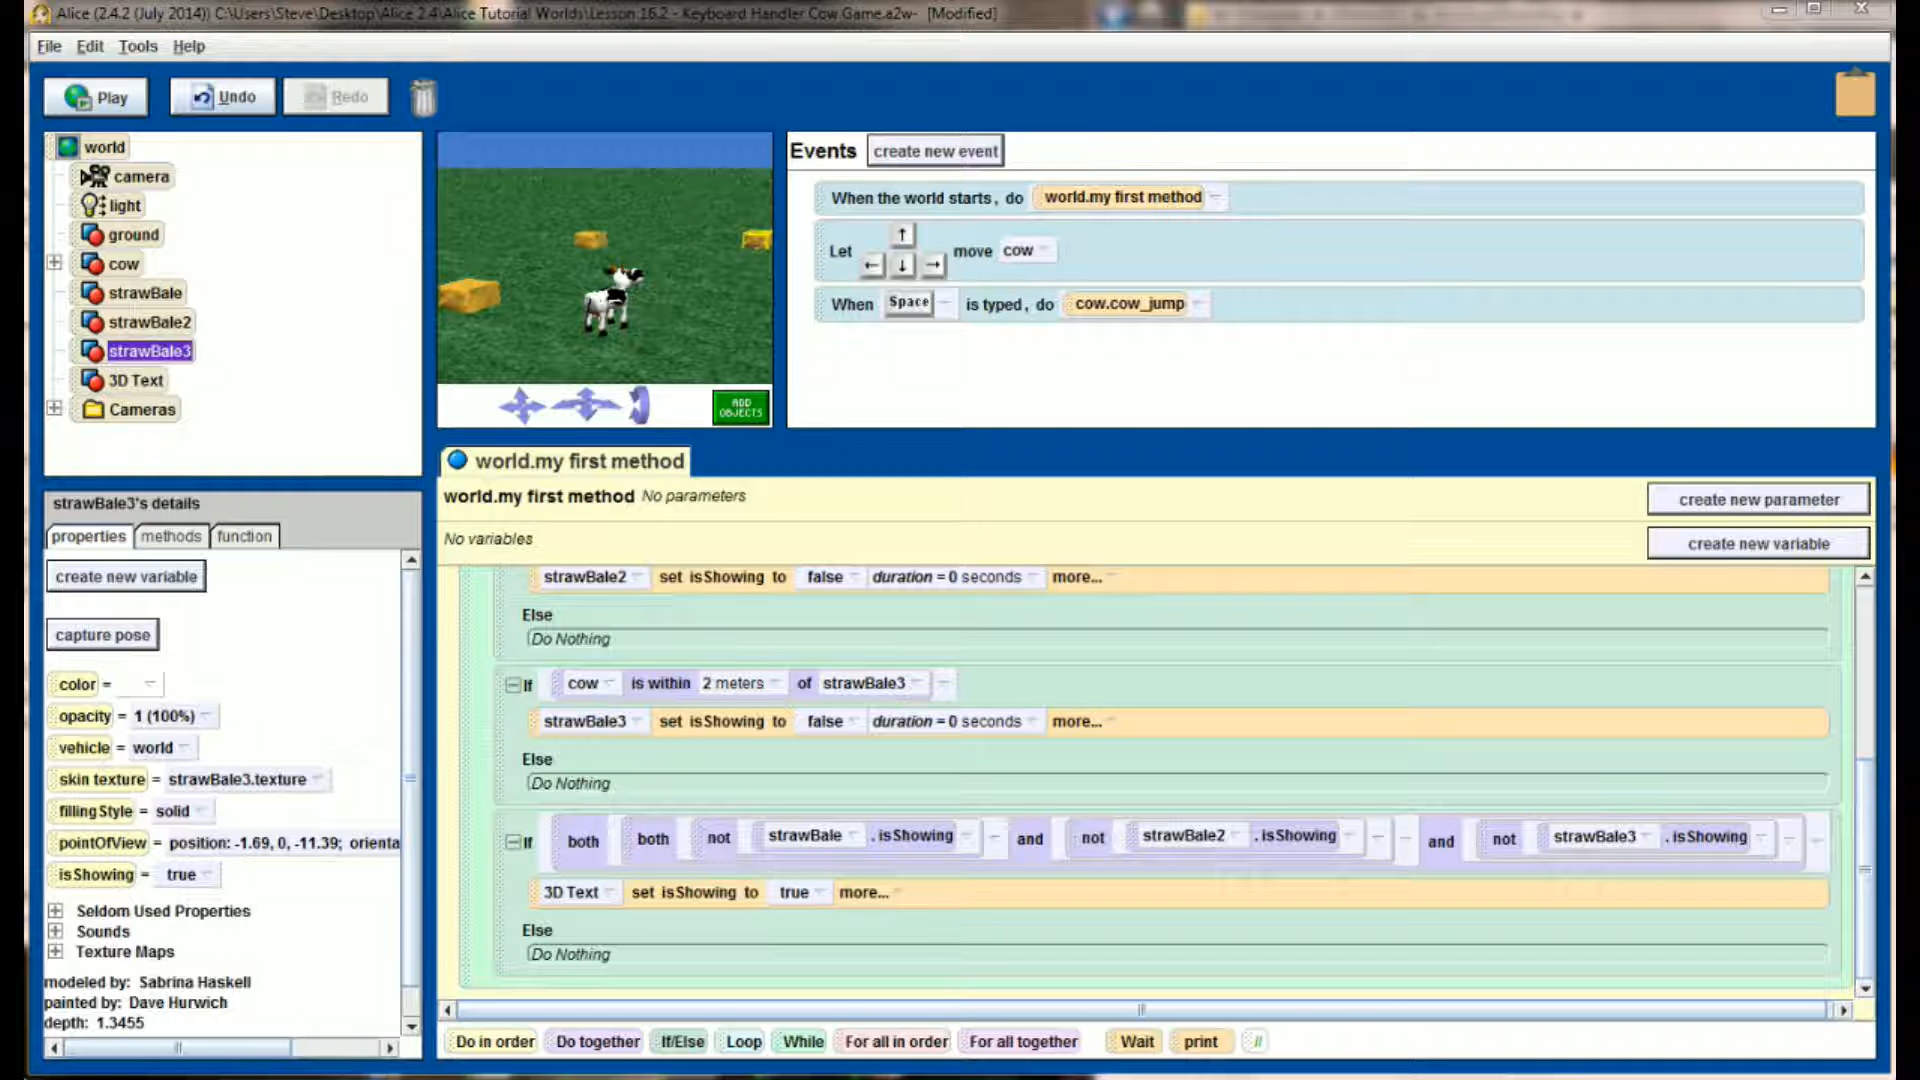 Alice (2.4.2 (July 2014)) C:\Users\Steve\Desktop\Alice 2.4\Alice Tutorial Worlds\Lesson 16.2 - Keyboard Handler Cow Game.a2w- [Modified]
File Edit Tools Help
Play Undo Redo
world
camera
light
ground
cow
strawBale
strawBale2
strawBale3
3D Text
Cameras
ADD OBJECTS
Events create new event
When the world starts, do world.my first method
Let move cow
When Space is typed, do cow.cow_jump
strawBale3's details
properties methods function
create new variable
capture pose
color =
opacity = 1 (100%)
vehicle = world
skin texture = strawBale3.texture
fillingStyle = solid
pointOfView = position: -1.69, 0, -11.39; orienta
isShowing = true
Seldom Used Properties
Sounds
Texture Maps
modeled by: Sabrina Haskell
painted by: Dave Hurwich
depth: 1.3455
world.my first method
world.my first method No parameters create new parameter
No variables create new variable
strawBale2 set isShowing to false duration = 0 seconds more...
Else
(Do Nothing
If cow is within 2 meters of strawBale3
strawBale3 set isShowing to false duration = 0 seconds more...
Else
(Do Nothing
If both both not strawBale . isShowing and not strawBale2 . isShowing and not strawBale3 . isShowing
3D Text set isShowing to true more...
Else
(Do Nothing
Do in order Do together If/Else Loop While For all in order For all together Wait print //